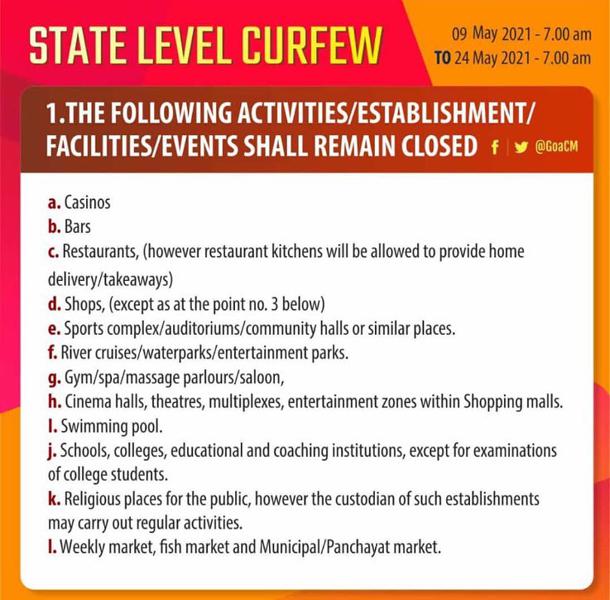 STATE LEVEL CURFEW
09 May 2021 - 7.00 am
TO 24 May 2021 - 7.00 am
1.THE FOLLOWING ACTIVITIES/ESTABLISHMENT/
FACILITIES/EVENTS SHALL REMAIN CLOSED f | @GoaCM
a. Casinos
b. Bars
c. Restaurants, (however restaurant kitchens will be allowed to provide home
delivery/takeaways)
d. Shops, (except as at the point no. 3 below)
e. Sports complex/auditoriums/community halls or similar places.
f. River cruises/waterparks/entertainment parks.
g. Gym/spa/massage parlours/saloon,
h. Cinema halls, theatres, multiplexes, entertainment zones within Shopping malls.
I. Swimming pool.
j. Schools, colleges, educational and coaching institutions, except for examinations
of college students.
k. Religious places for the public, however the custodian of such establishments
may carry out regular activities.
l. Weekly market, fish market and Municipal/Panchayat market.